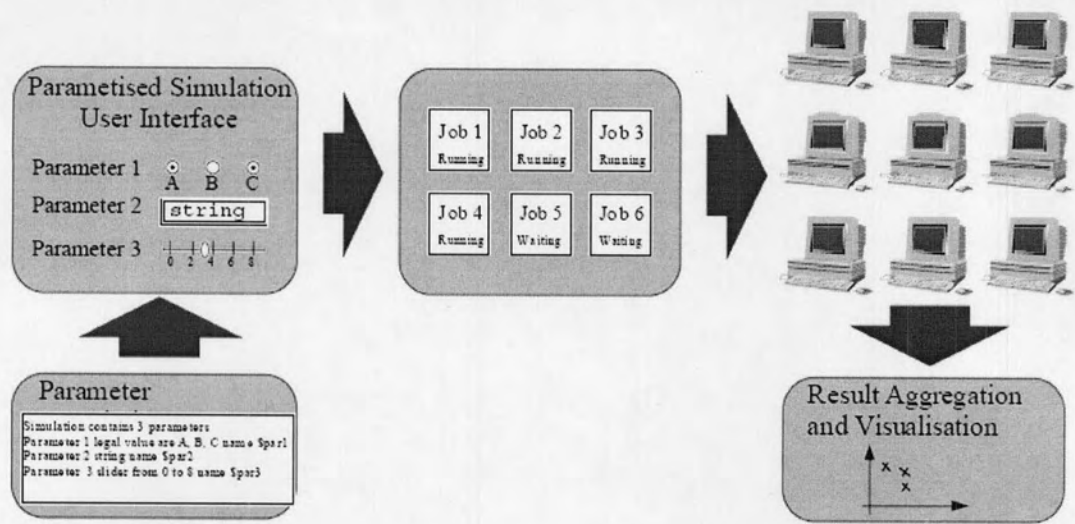 Parametised Simulation
User Interface
Parameter 1
A B C
Parameter 2
string
Parameter 3
0 2 4 6 8
Job 1
Running
Job 2
Running
Job 3
Running
Job 4
Running
Job 5
Waiting
Job 6
Waiting
Parameter
Simulation contains 3 parameters
Parameter 1 legal value are A, B, C name $par1
Parameter 2 string name $par2
Parameter 3 slider from 0 to 8 name $par3
Result Aggregation
and Visualisation